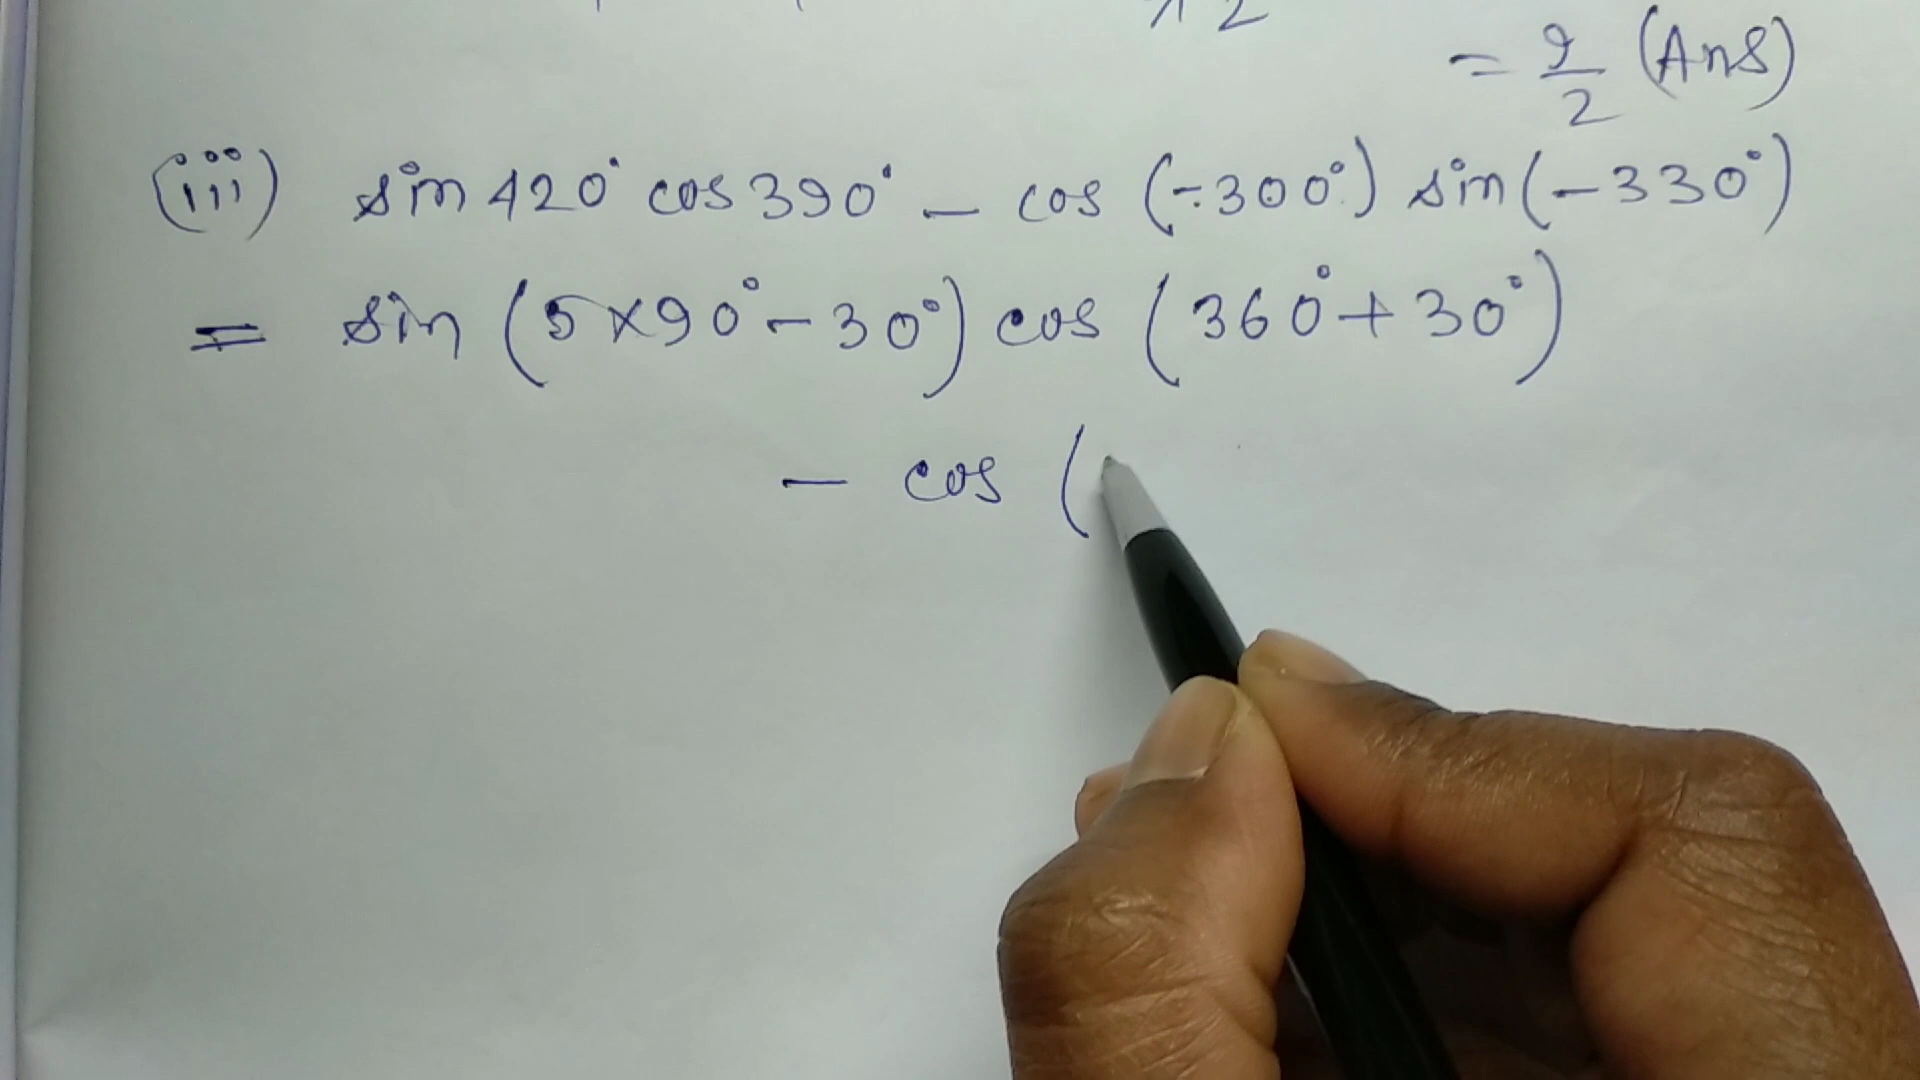 = 9/2 (Ans)
(iii) sin 420° cos 390° - cos (-300°) sin (-330°)
= sin (5×90° - 30°) cos (360° + 30°)
- cos (